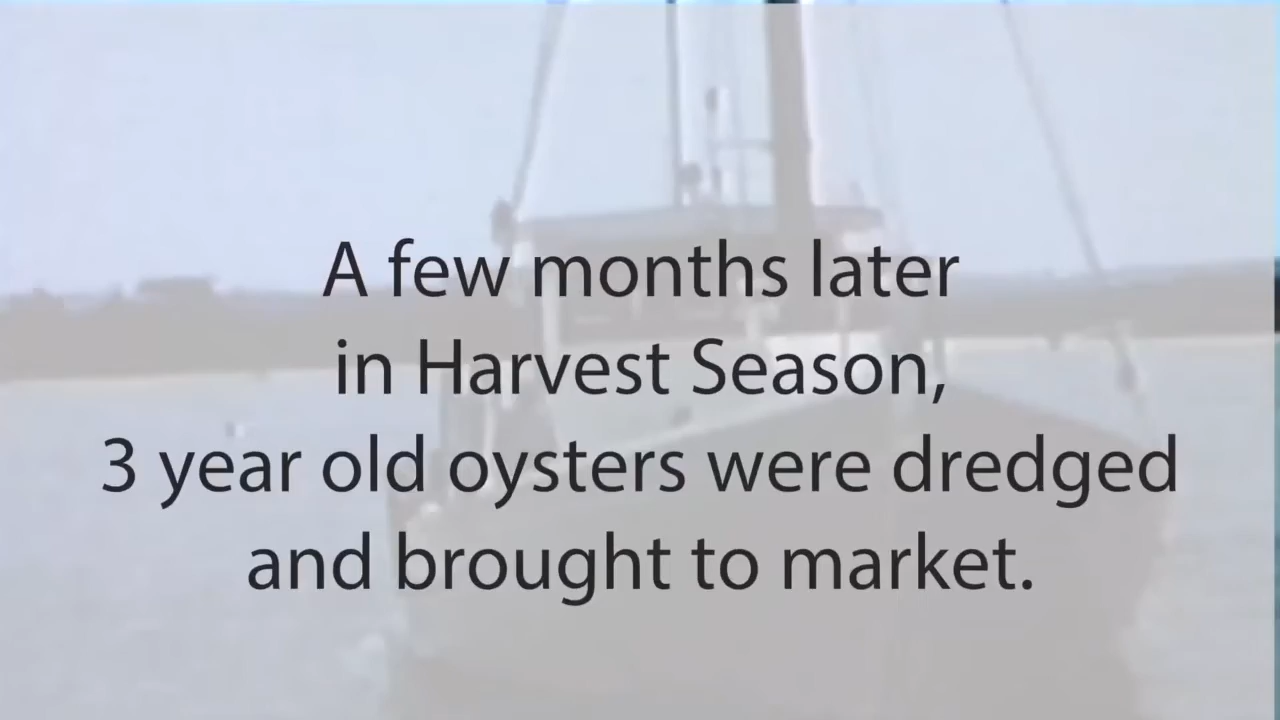 A few months later
in Harvest Season,
3 year old oysters were dredged
and brought to market.